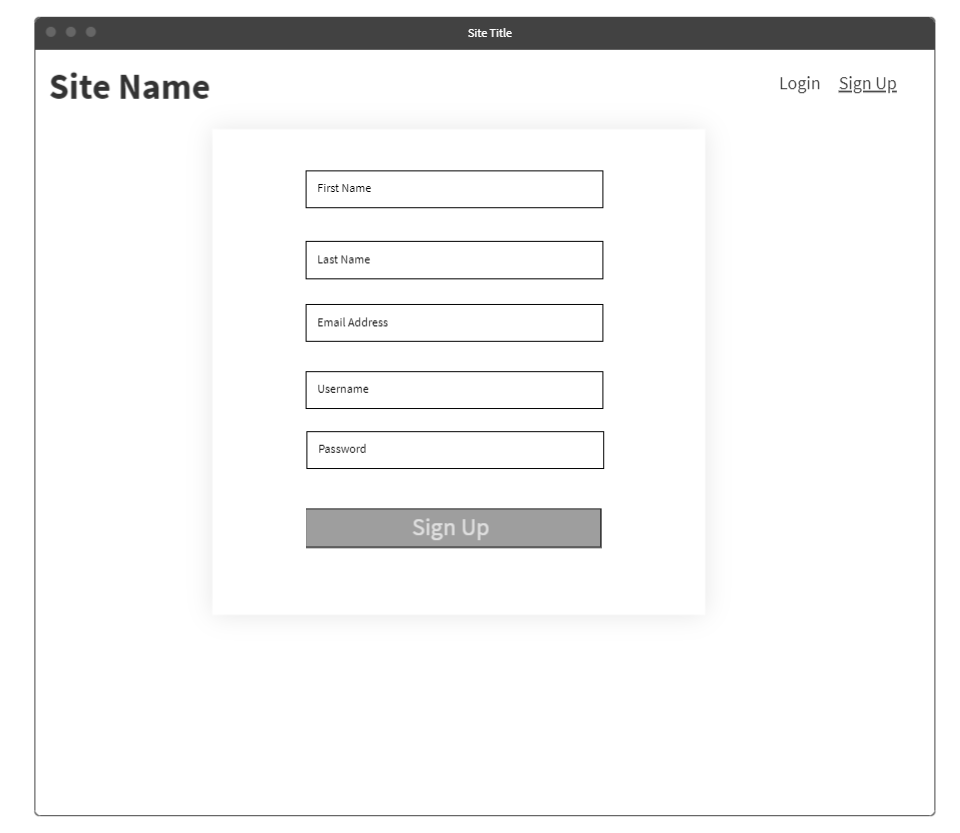 Site Title
Site Name
Login Sign Up
First Name
Last Name
Email Address
Username
Password
Sign Up